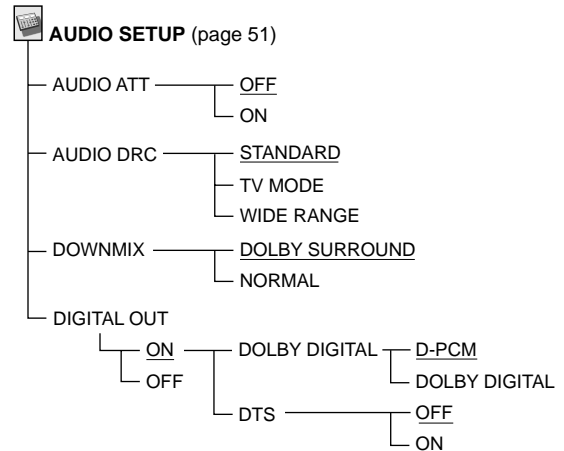 AUDIO SETUP (page 51)
AUDIO ATT OFF
ON
AUDIO DRC STANDARD
TV MODE
WIDE RANGE
DOWNMIX DOLBY SURROUND
NORMAL
DIGITAL OUT
ON DOLBY DIGITAL D-PCM
OFF DOLBY DIGITAL
DTS OFF
ON